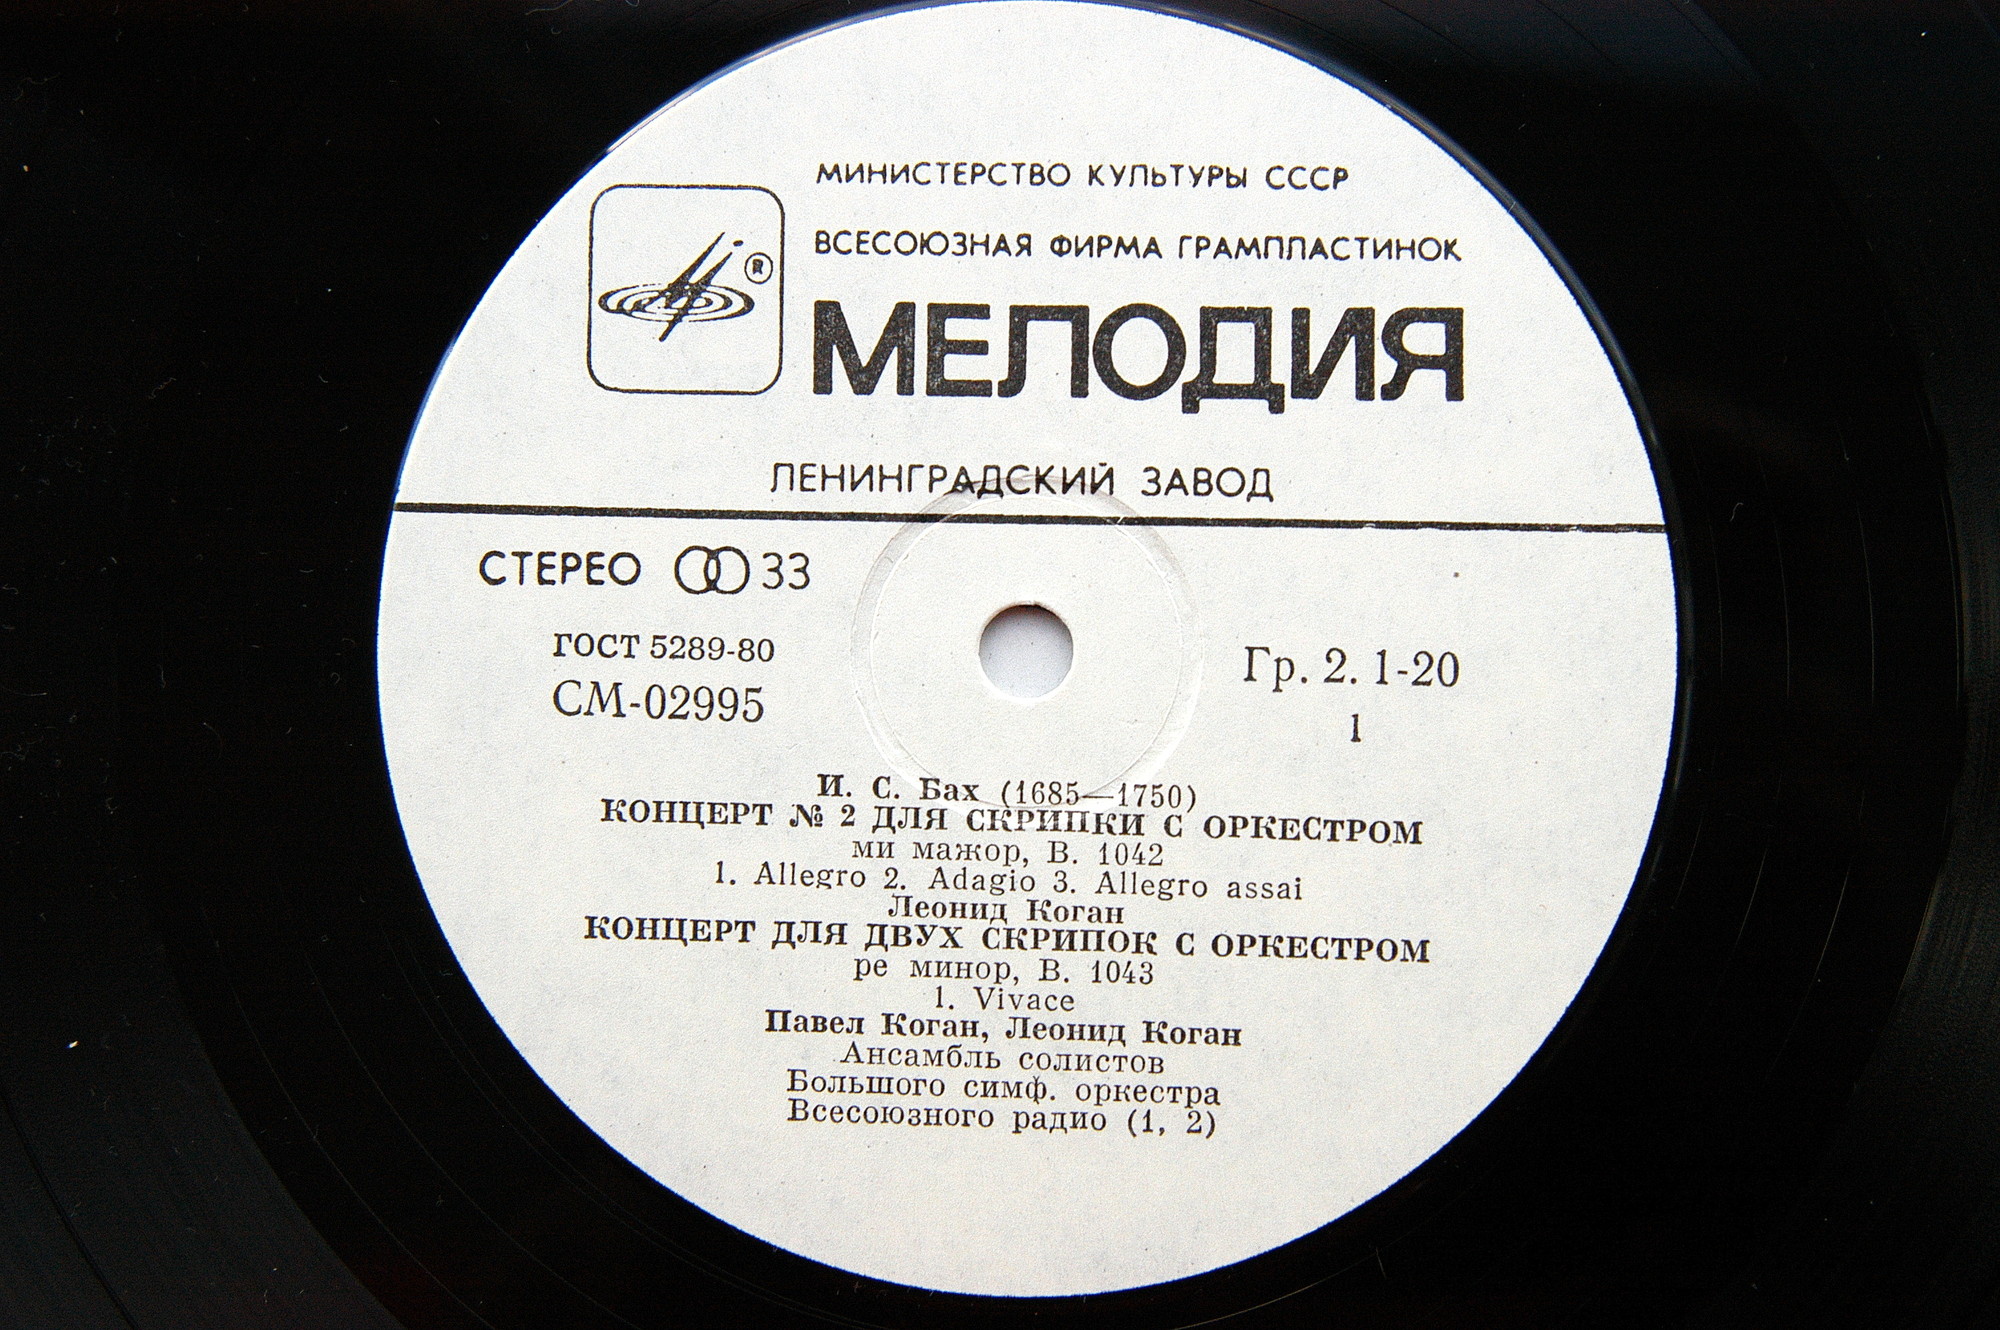 МИНИСТЕРСТВО КУЛЬТУРЫ СССР
ВСЕСОЮЗНАЯ ФИРМА ГРАМПЛАСТИНОК
®
МЕЛОДИЯ
ЛЕНИНГРАДСКИЙ ЗАВОД
СТЕРЕО 33
ГОСТ 5289-80
СМ-02995
Гр. 2. 1-20
1
И. С. Бах (1685—1750)
КОНЦЕРТ № 2 ДЛЯ СКРИПКИ С ОРКЕСТРОМ
ми мажор, В. 1042
1. Allegro 2. Adagio 3. Allegro assai
Леонид Коган
КОНЦЕРТ ДЛЯ ДВУХ СКРИПОК С ОРКЕСТРОМ
ре минор, В. 1043
1. Vivace
Павел Коган, Леонид Коган
Ансамбль солистов
Большого симф. оркестра
Всесоюзного радио (1, 2)